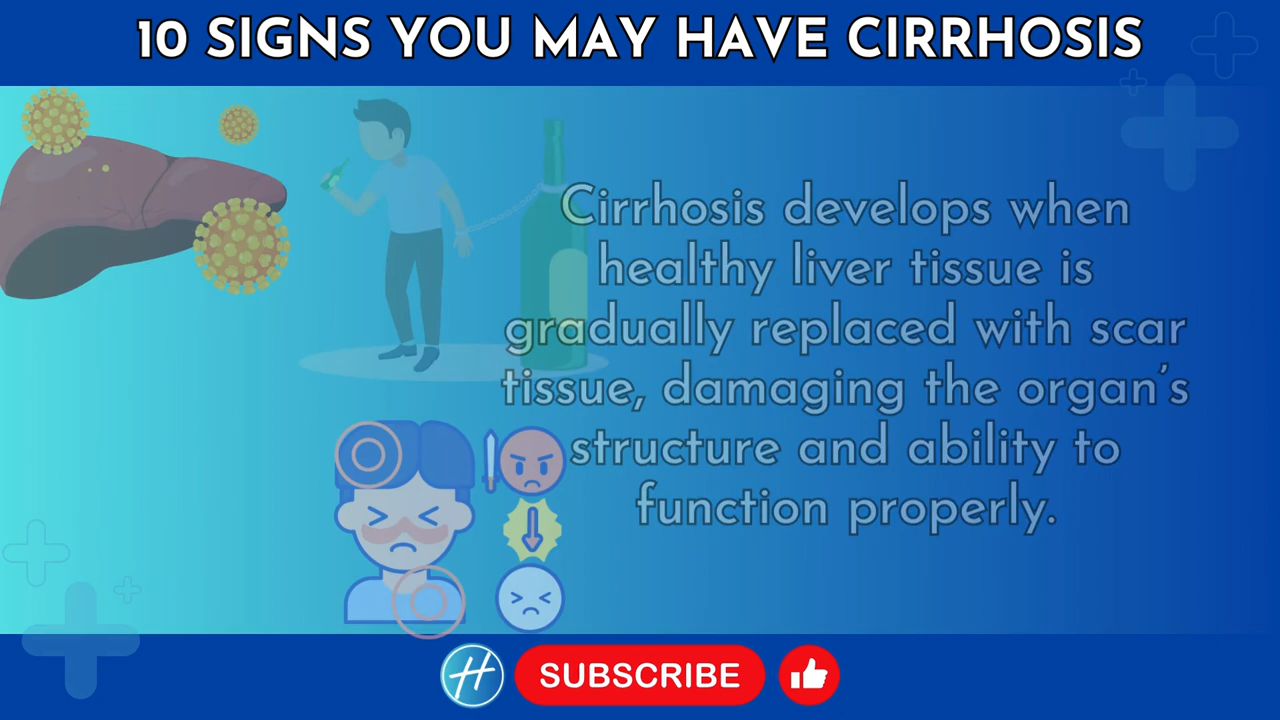 10 SIGNS YOU MAY HAVE CIRRHOSIS
Cirrhosis develops when
healthy liver tissue is
gradually replaced with scar
tissue, damaging the organ’s
structure and ability to
function properly.
H SUBSCRIBE